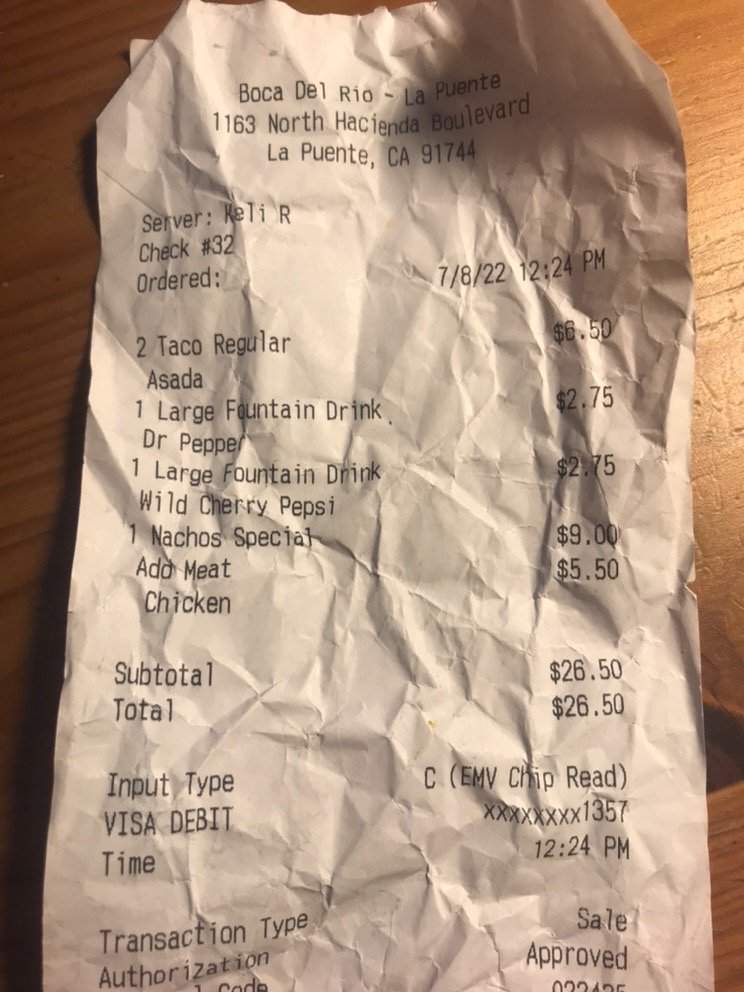 Boca Del Rio - La Puente
1163 North Hacienda Boulevard
La Puente, CA 91744
Server: Keli R
Check #32
Ordered: 7/8/22 12:24 PM
2 Taco Regular $6.50
Asada
1 Large Fountain Drink $2.75
Dr Pepper
1 Large Fountain Drink $2.75
Wild Cherry Pepsi
1 Nachos Special $9.00
Add Meat $5.50
Chicken
Subtotal $26.50
Total $26.50
Input Type C (EMV Chip Read)
VISA DEBIT xxxxxxxx1357
Time 12:24 PM
Transaction Type Sale
Authorization Approved
Code